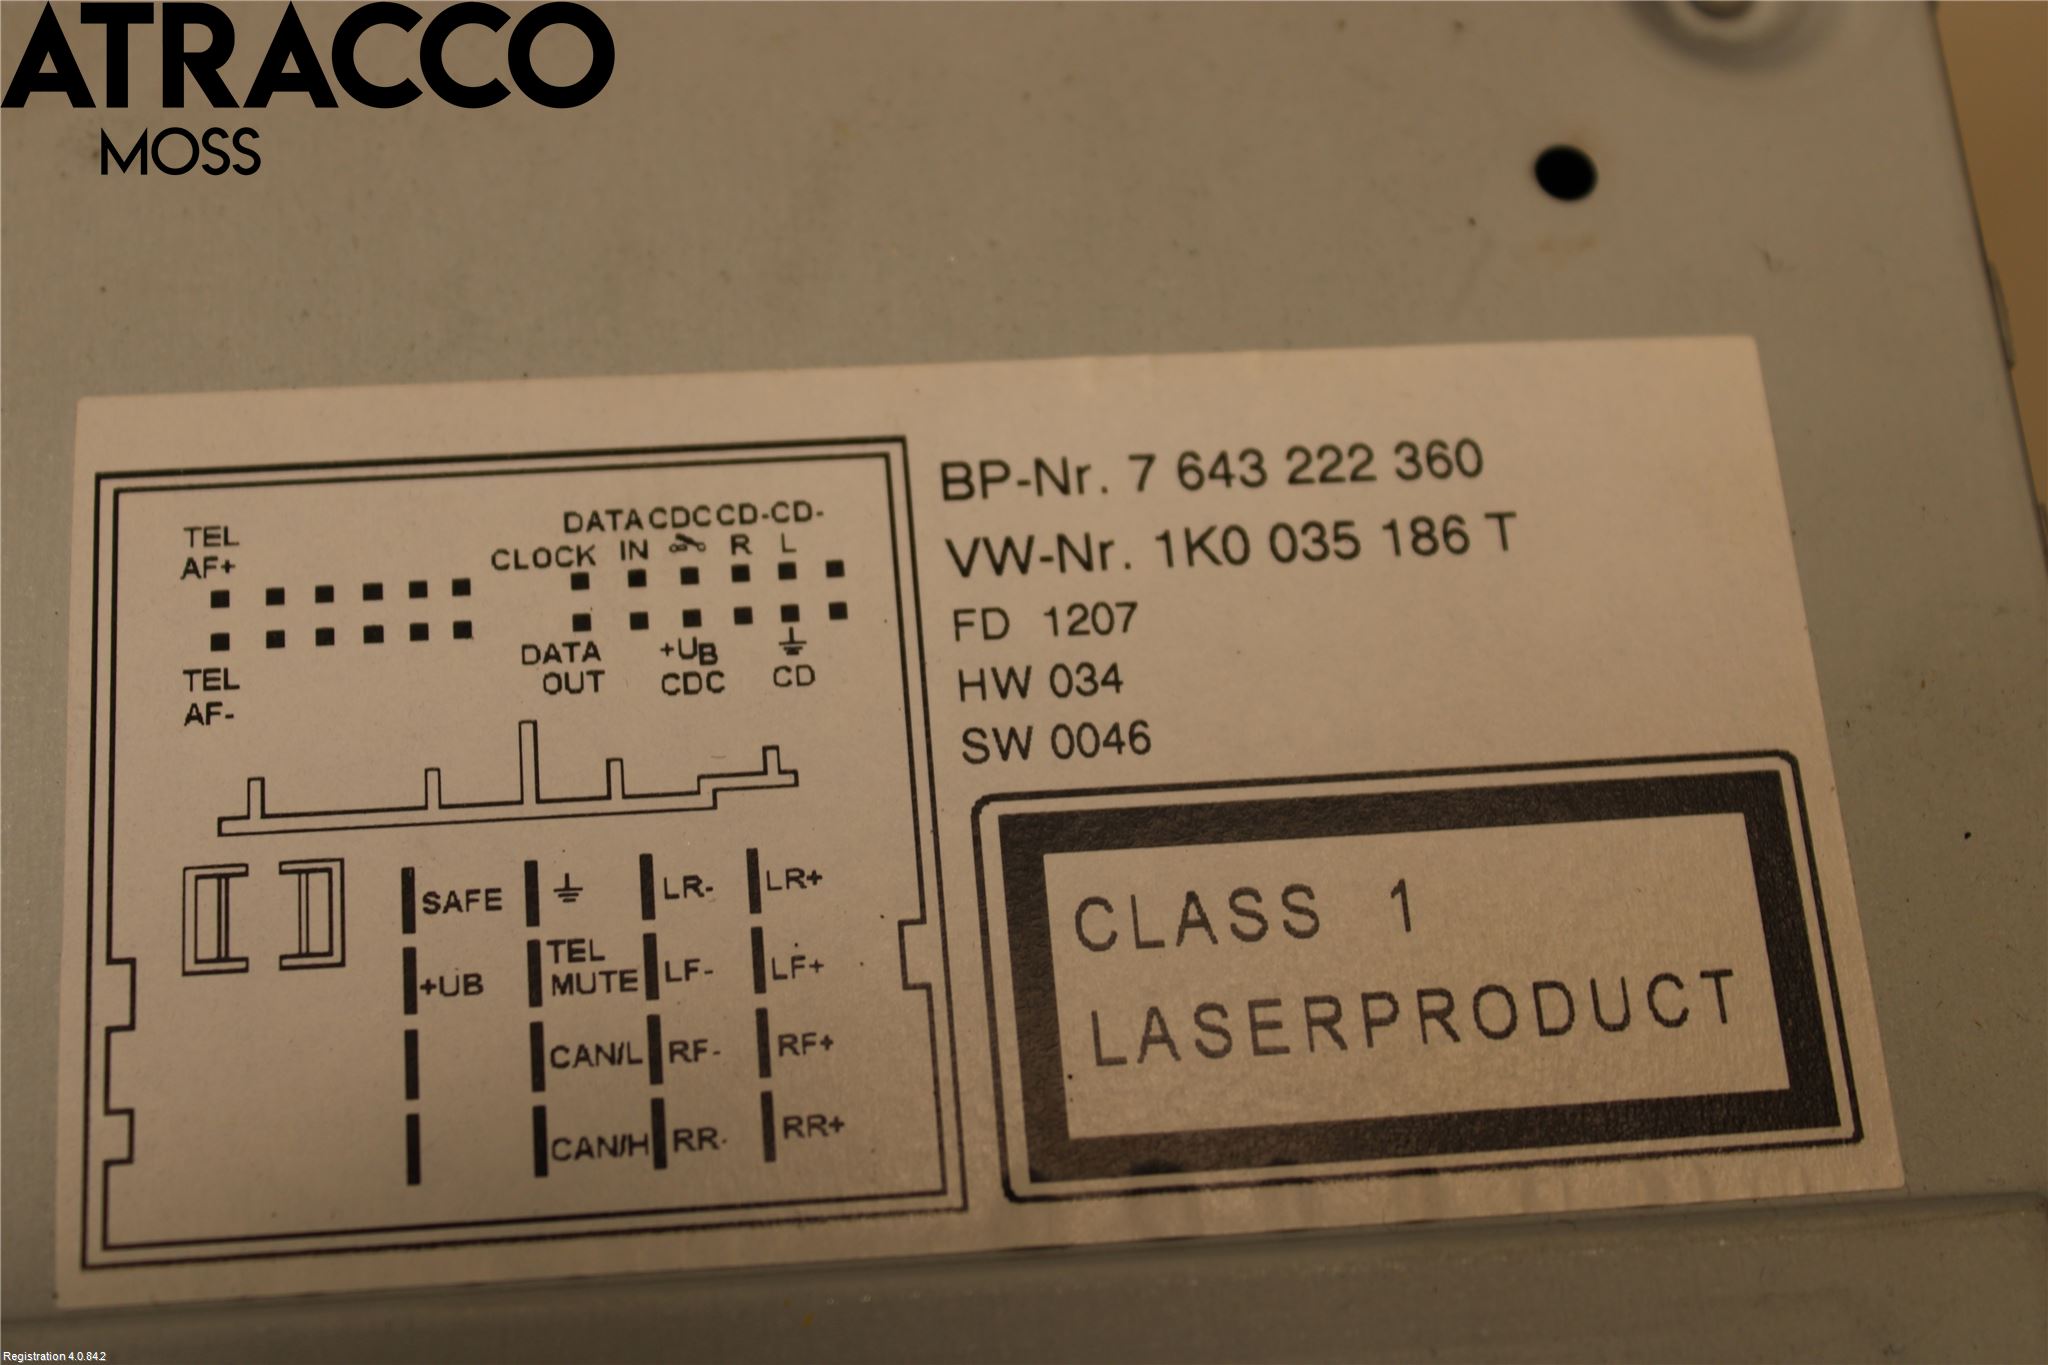 ATRACCO
MOSS
BP-Nr. 7 643 222 360
VW-Nr. 1K0 035 186 T
FD 1207
HW 034
SW 0046
TEL
AF+
DATA CDC CD- CD-
CLOCK IN R L
DATA +UB
OUT CDC CD
TEL
AF-
SAFE LR- LR+
+UB TEL MUTE LF- LF+
CAN/L RF- RF+
CAN/H RR- RR+
CLASS 1
LASERPRODUCT
Registration 4.0.84.2